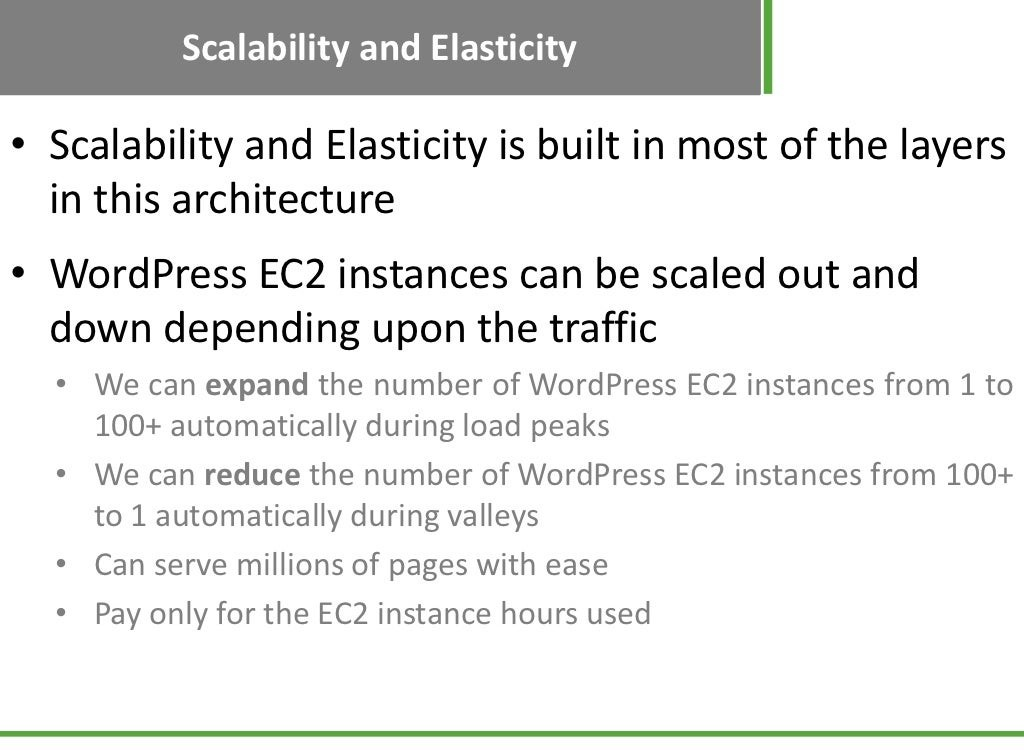 Scalability and Elasticity
• Scalability and Elasticity is built in most of the layers
in this architecture
• WordPress EC2 instances can be scaled out and
down depending upon the traffic
• We can expand the number of WordPress EC2 instances from 1 to
100+ automatically during load peaks
• We can reduce the number of WordPress EC2 instances from 100+
to 1 automatically during valleys
• Can serve millions of pages with ease
• Pay only for the EC2 instance hours used